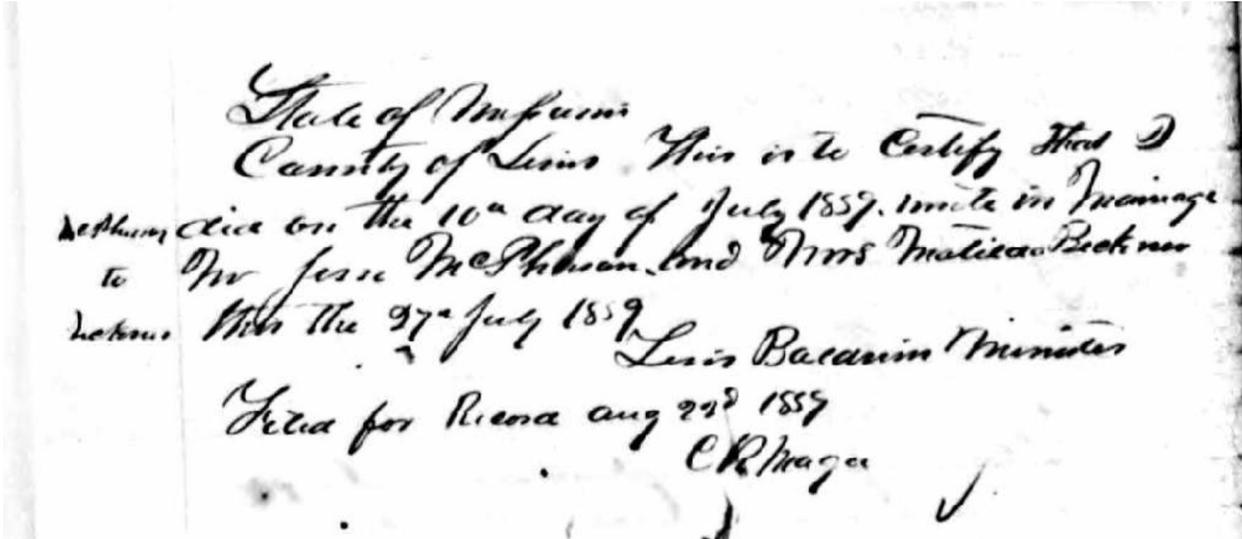 State of Missouri
County of Lewis This is to Certify that I
did on the 10th day of July 1859. unite in Marriage
to Mr Jesse McPherson and Mrs Matilda Beckner
this the 27th July 1859
Lewis Baldwin Minister
Filed for Record Aug 22d 1859